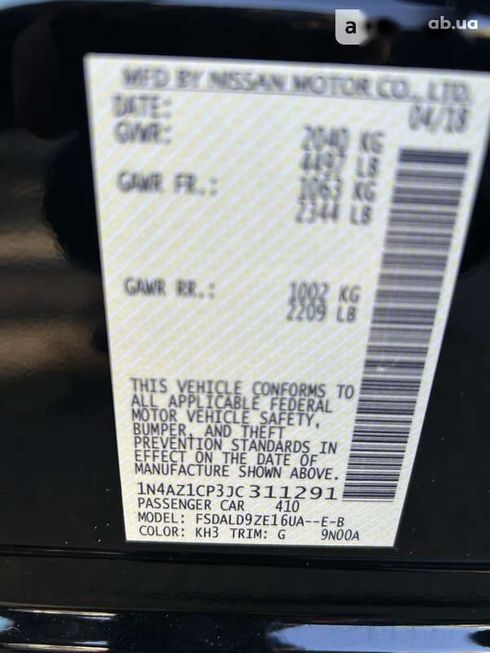 a
ab.ua
MFD BY NISSAN MOTOR CO., LTD.
DATE: 04/18
GVWR: 2040 KG
4497 LB
GAWR FR.: 1063 KG
2344 LB
GAWR RR.: 1002 KG
2209 LB
THIS VEHICLE CONFORMS TO
ALL APPLICABLE FEDERAL
MOTOR VEHICLE SAFETY,
BUMPER, AND THEFT
PREVENTION STANDARDS IN
EFFECT ON THE DATE OF
MANUFACTURE SHOWN ABOVE.
1N4AZ1CP3JC311291
PASSENGER CAR 410
MODEL: FSDALD9ZE16UA--E-B
COLOR: KH3 TRIM: G 9N00A